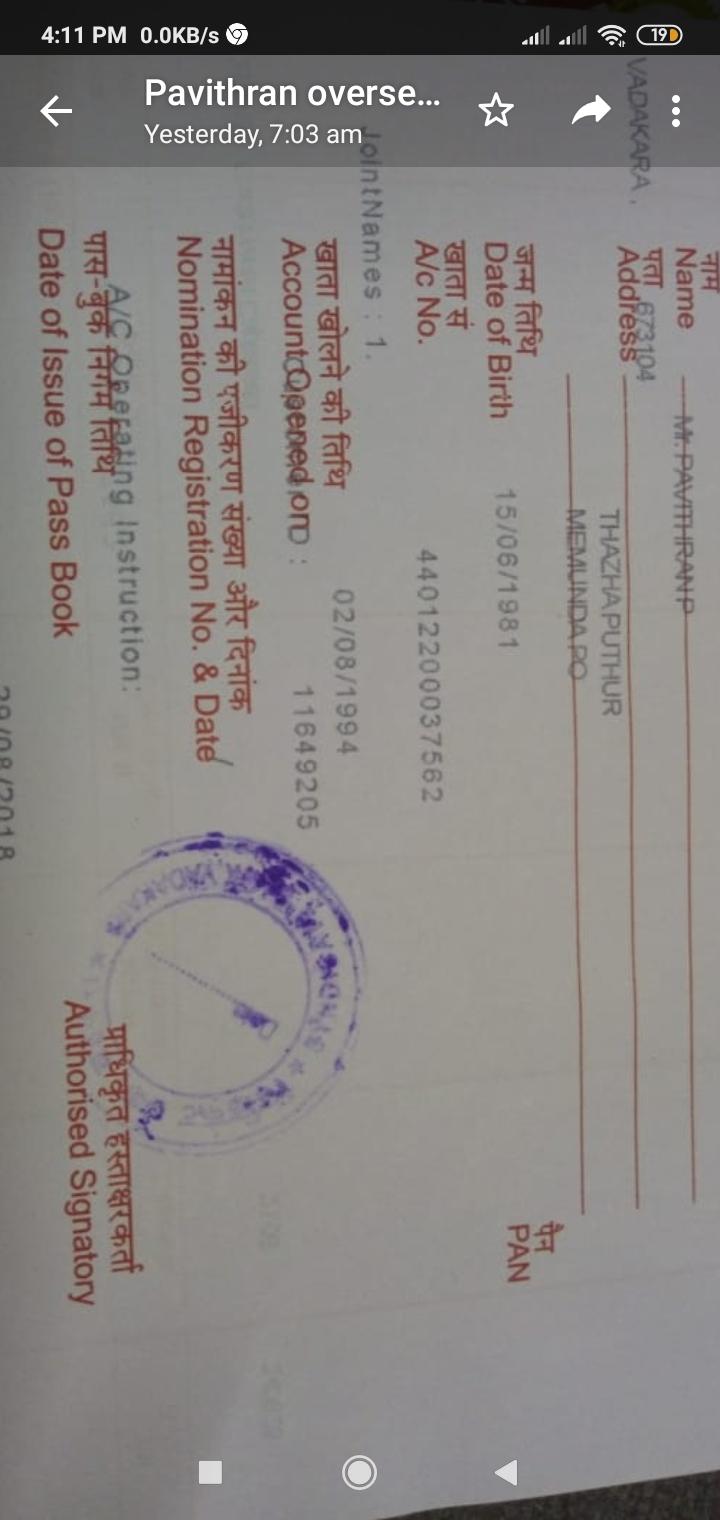 4:11 PM 0.0KB/s 19
Pavithran overse...
Yesterday, 7:03 am
नाम
Name Mr. PAVITHRAN P
पता 673104
Address
THAZHA PUTHUR
MEMUNDA PO
VADAKARA.
जन्म तिथि
Date of Birth 15/06/1981
पैन
PAN
खाता सं
A/c No. 44012200037562
JointNames : 1.
खाता खोलने की तिथि 02/08/1994
Account Opened on : 11649205
नामांकन की पंजीकरण संख्या और दिनांक
Nomination Registration No. & Date/
A/C Operating Instruction:
पास-बुक निर्गम तिथि
Date of Issue of Pass Book
29/08/2018
प्राधिकृत हस्ताक्षरकर्ता
Authorised Signatory